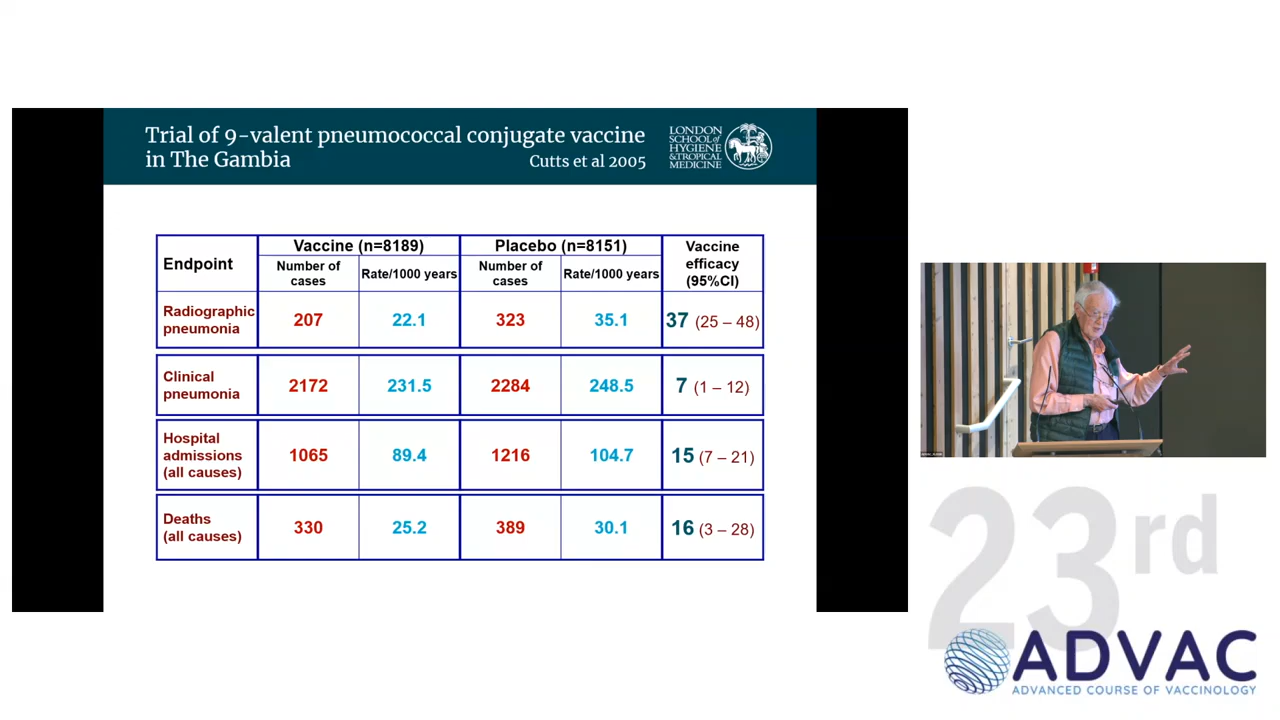 Trial of 9-valent pneumococcal conjugate vaccine
in The Gambia
Cutts et al 2005
LONDON
SCHOOL of
HYGIENE
&TROPICAL
MEDICINE
Endpoint
Vaccine (n=8189)
Placebo (n=8151)
Vaccine
efficacy
(95%CI)
Number of
cases
Rate/1000 years
Number of
cases
Rate/1000 years
Radiographic
pneumonia
207
22.1
323
35.1
37 (25 – 48)
Clinical
pneumonia
2172
231.5
2284
248.5
7 (1 – 12)
Hospital
admissions
(all causes)
1065
89.4
1216
104.7
15 (7 – 21)
Deaths
(all causes)
330
25.2
389
30.1
16 (3 – 28)
23rd
ADVAC
ADVANCED COURSE OF VACCINOLOGY